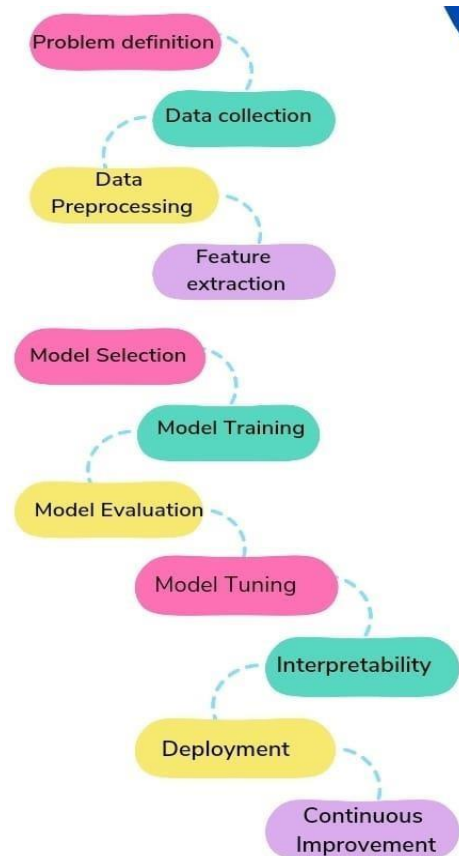 Problem definition
Data collection
Data
Preprocessing
Feature
extraction
Model Selection
Model Training
Model Evaluation
Model Tuning
Interpretability
Deployment
Continuous
Improvement